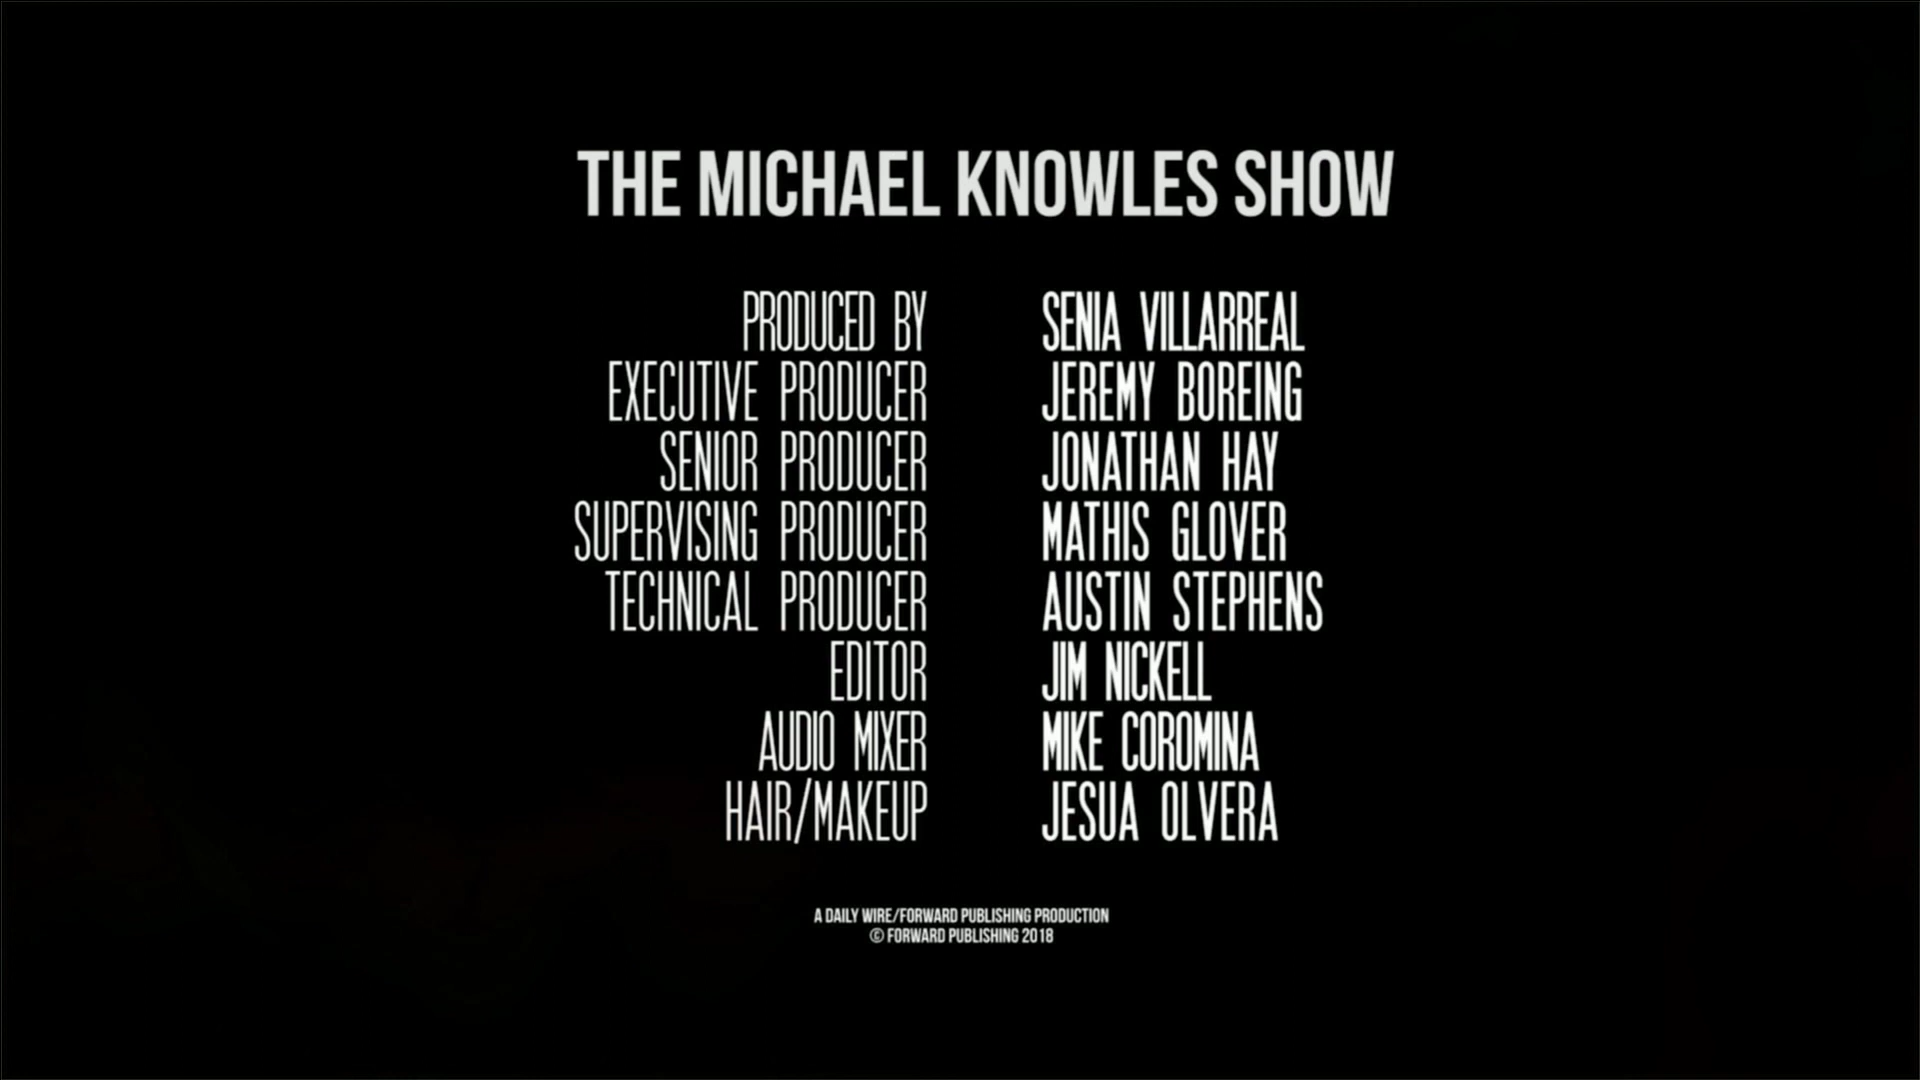 THE MICHAEL KNOWLES SHOW
PRODUCED BY SENIA VILLARREAL
EXECUTIVE PRODUCER JEREMY BOREING
SENIOR PRODUCER JONATHAN HAY
SUPERVISING PRODUCER MATHIS GLOVER
TECHNICAL PRODUCER AUSTIN STEPHENS
EDITOR JIM NICKELL
AUDIO MIXER MIKE COROMINA
HAIR/MAKEUP JESUA OLVERA
A DAILY WIRE/FORWARD PUBLISHING PRODUCTION
© FORWARD PUBLISHING 2018